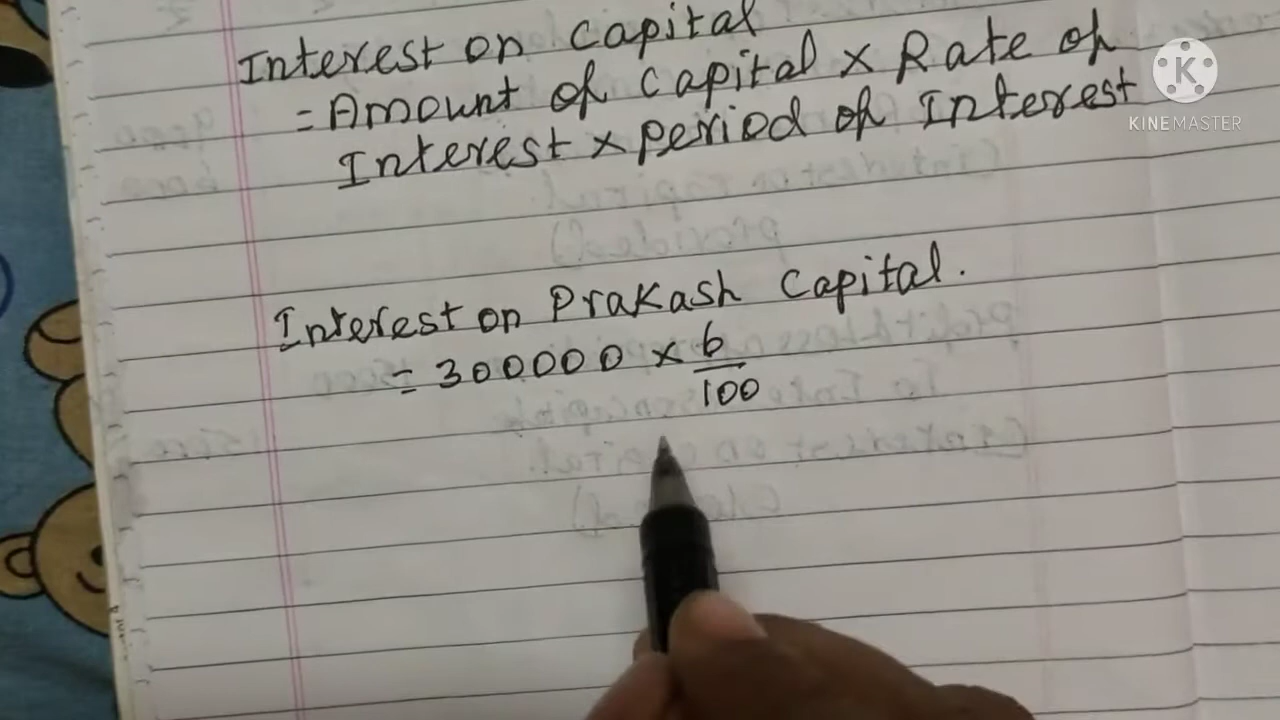 Interest on Capital
= Amount of Capital × Rate of
Interest × Period of Interest
Interest on Prakash Capital.
= 300000 × 6/100
K
KINEMASTER